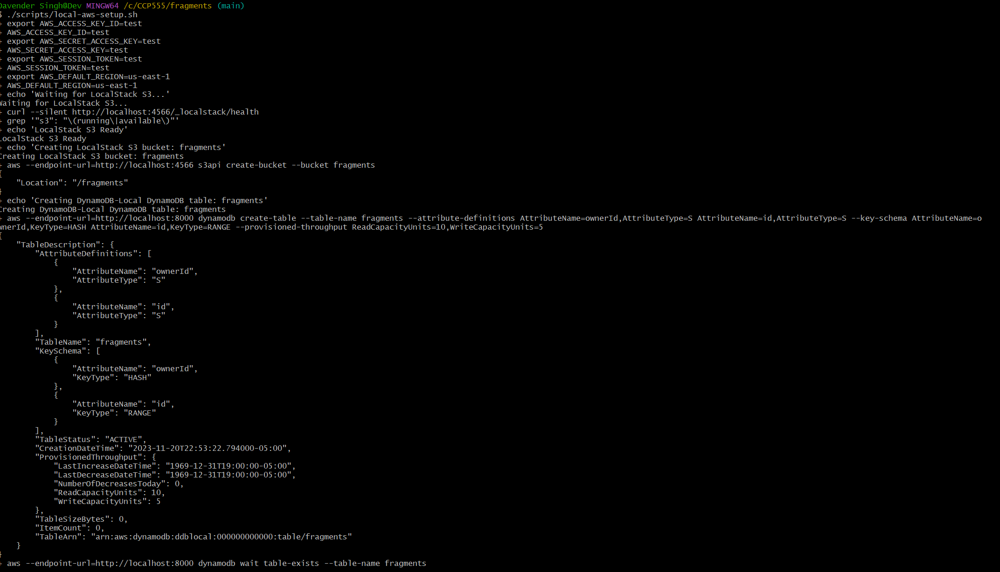 Davender Singh@Dev MINGW64 /c/CCP555/fragments (main)
$ ./scripts/local-aws-setup.sh
+ export AWS_ACCESS_KEY_ID=test
+ AWS_ACCESS_KEY_ID=test
+ export AWS_SECRET_ACCESS_KEY=test
+ AWS_SECRET_ACCESS_KEY=test
+ export AWS_SESSION_TOKEN=test
+ AWS_SESSION_TOKEN=test
+ export AWS_DEFAULT_REGION=us-east-1
+ AWS_DEFAULT_REGION=us-east-1
+ echo 'Waiting for LocalStack S3...'
Waiting for LocalStack S3...
+ curl --silent http://localhost:4566/_localstack/health
+ grep '"s3": "\(running\|available\)"'
+ echo 'LocalStack S3 Ready'
LocalStack S3 Ready
+ echo 'Creating LocalStack S3 bucket: fragments'
Creating LocalStack S3 bucket: fragments
+ aws --endpoint-url=http://localhost:4566 s3api create-bucket --bucket fragments
{
    "Location": "/fragments"
}
+ echo 'Creating DynamoDB-Local DynamoDB table: fragments'
Creating DynamoDB-Local DynamoDB table: fragments
+ aws --endpoint-url=http://localhost:8000 dynamodb create-table --table-name fragments --attribute-definitions AttributeName=ownerId,AttributeType=S AttributeName=id,AttributeType=S --key-schema AttributeName=o
wnerId,KeyType=HASH AttributeName=id,KeyType=RANGE --provisioned-throughput ReadCapacityUnits=10,WriteCapacityUnits=5
{
    "TableDescription": {
        "AttributeDefinitions": [
            {
                "AttributeName": "ownerId",
                "AttributeType": "S"
            },
            {
                "AttributeName": "id",
                "AttributeType": "S"
            }
        ],
        "TableName": "fragments",
        "KeySchema": [
            {
                "AttributeName": "ownerId",
                "KeyType": "HASH"
            },
            {
                "AttributeName": "id",
                "KeyType": "RANGE"
            }
        ],
        "TableStatus": "ACTIVE",
        "CreationDateTime": "2023-11-20T22:53:22.794000-05:00",
        "ProvisionedThroughput": {
            "LastIncreaseDateTime": "1969-12-31T19:00:00-05:00",
            "LastDecreaseDateTime": "1969-12-31T19:00:00-05:00",
            "NumberOfDecreasesToday": 0,
            "ReadCapacityUnits": 10,
            "WriteCapacityUnits": 5
        },
        "TableSizeBytes": 0,
        "ItemCount": 0,
        "TableArn": "arn:aws:dynamodb:ddblocal:000000000000:table/fragments"
    }
}
+ aws --endpoint-url=http://localhost:8000 dynamodb wait table-exists --table-name fragments